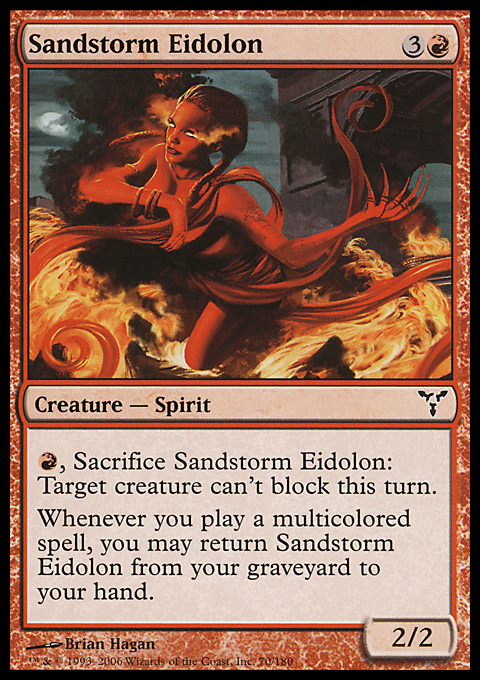 Sandstorm Eidolon 3
Creature — Spirit
, Sacrifice Sandstorm Eidolon:
Target creature can't block this turn.
Whenever you play a multicolored
spell, you may return Sandstorm
Eidolon from your graveyard to
your hand.
2/2
Brian Hagan
™ & © 1993–2006 Wizards of the Coast, Inc. 70/180